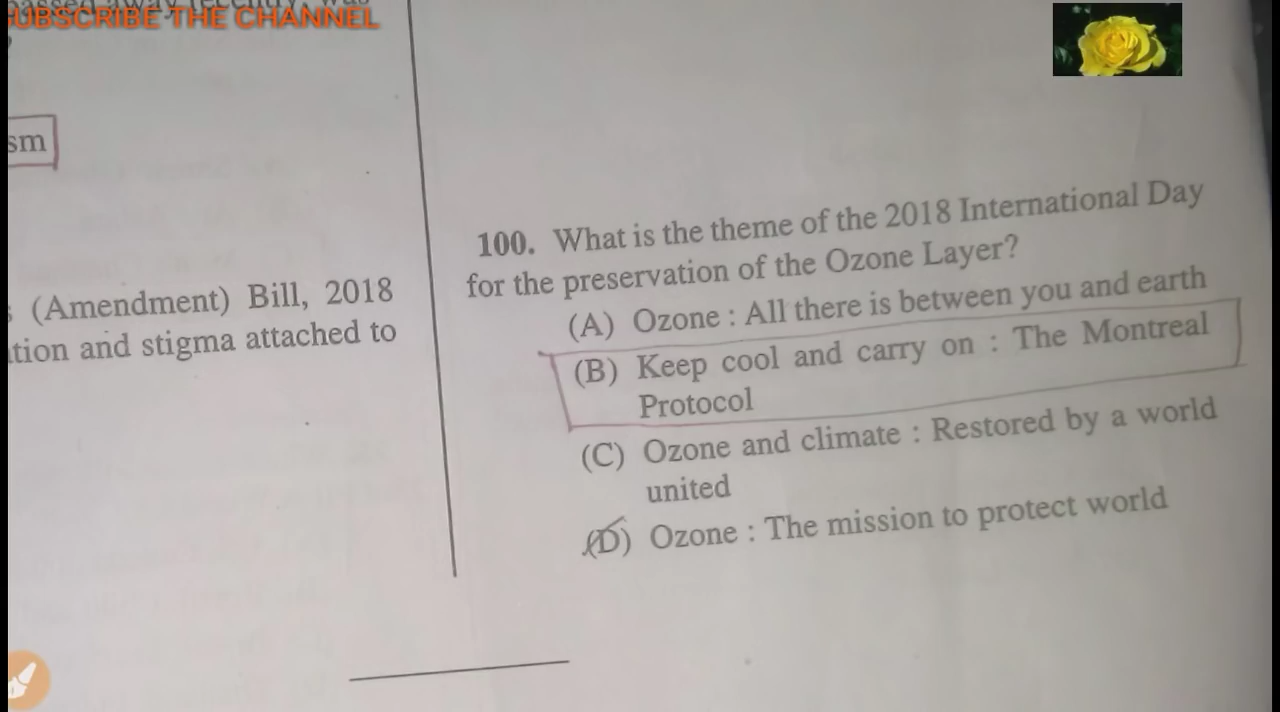 SUBSCRIBE THE CHANNEL
sm
(Amendment) Bill, 2018
tion and stigma attached to
100. What is the theme of the 2018 International Day
for the preservation of the Ozone Layer?
(A) Ozone : All there is between you and earth
(B) Keep cool and carry on : The Montreal
Protocol
(C) Ozone and climate : Restored by a world
united
(D) Ozone : The mission to protect world